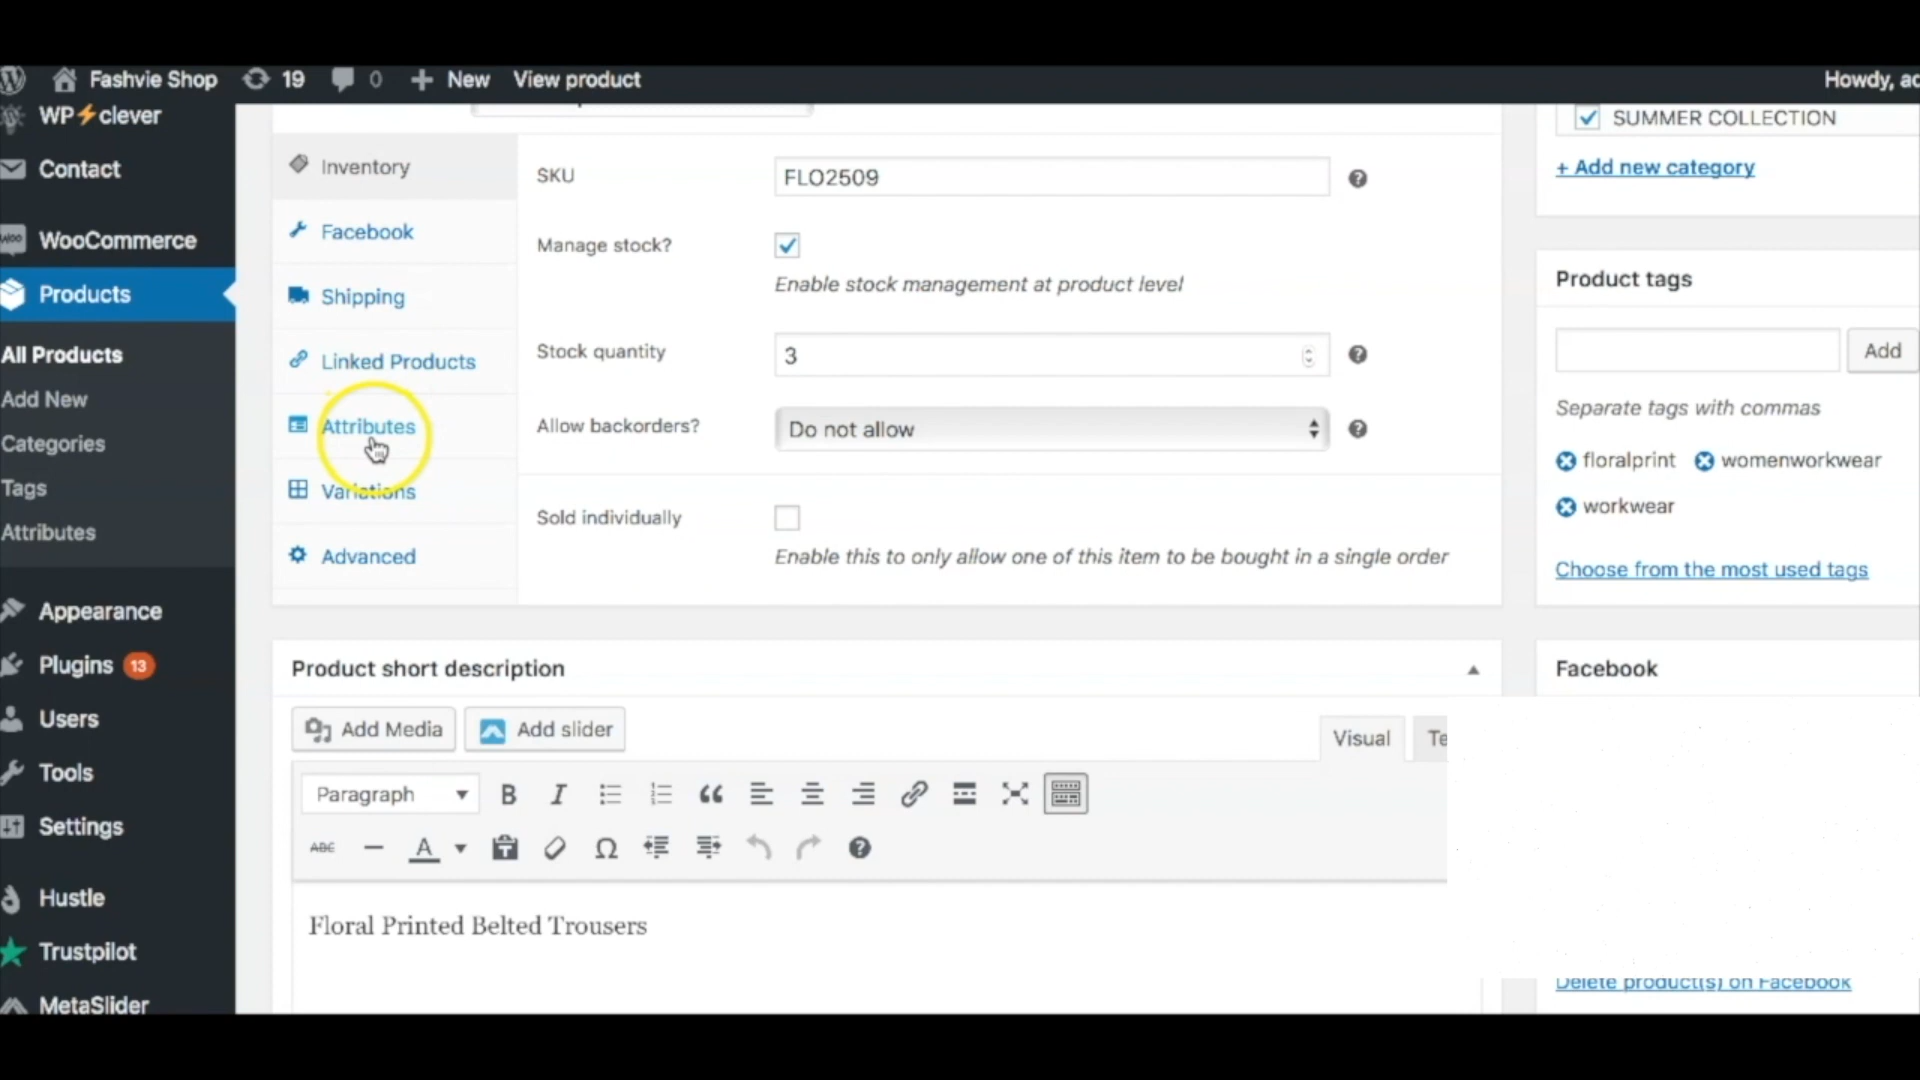 Fashvie Shop 19 0 New View product Howdy,
WP⚡clever
Contact
WooCommerce
Products
All Products
Add New
Categories
Tags
Attributes
Appearance
Plugins 13
Users
Tools
Settings
Hustle
Trustpilot
MetaSlider
Inventory
Facebook
Shipping
Linked Products
Attributes
Variations
Advanced
SKU FLO2509
Manage stock?
Enable stock management at product level
Stock quantity 3
Allow backorders? Do not allow
Sold individually
Enable this to only allow one of this item to be bought in a single order
Product short description
Add Media Add slider
Visual Te
Paragraph B I
ABC A Ω
Floral Printed Belted Trousers
SUMMER COLLECTION
+ Add new category
Product tags
Add
Separate tags with commas
floralprint womenworkwear
workwear
Choose from the most used tags
Facebook
Delete product(s) on Facebook